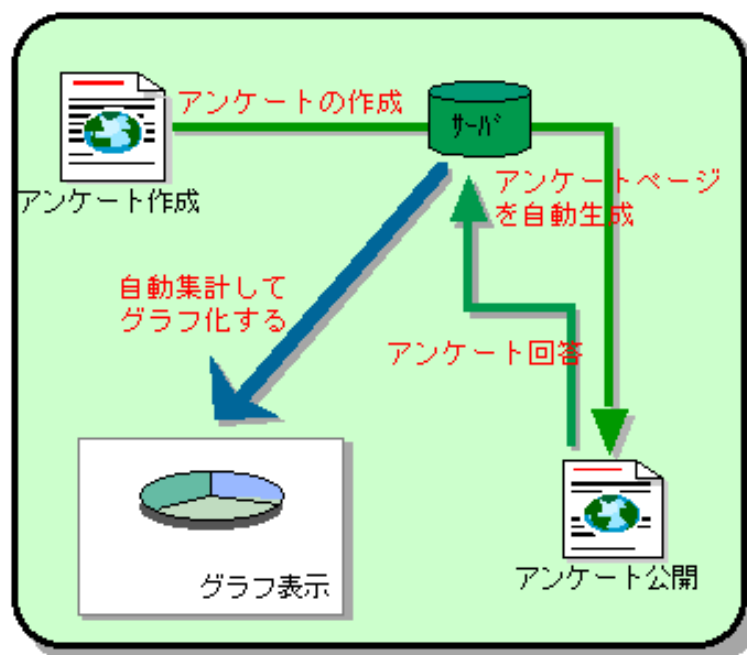 アンケートの作成
サーバ
アンケート作成
アンケートページ
を自動生成
自動集計して
グラフ化する
アンケート回答
グラフ表示
アンケート公開